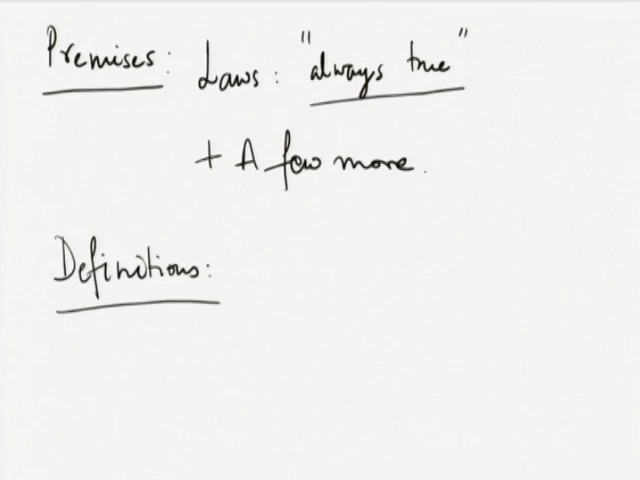 Premises: Laws: "always true"
+ A few more.
Definitions: